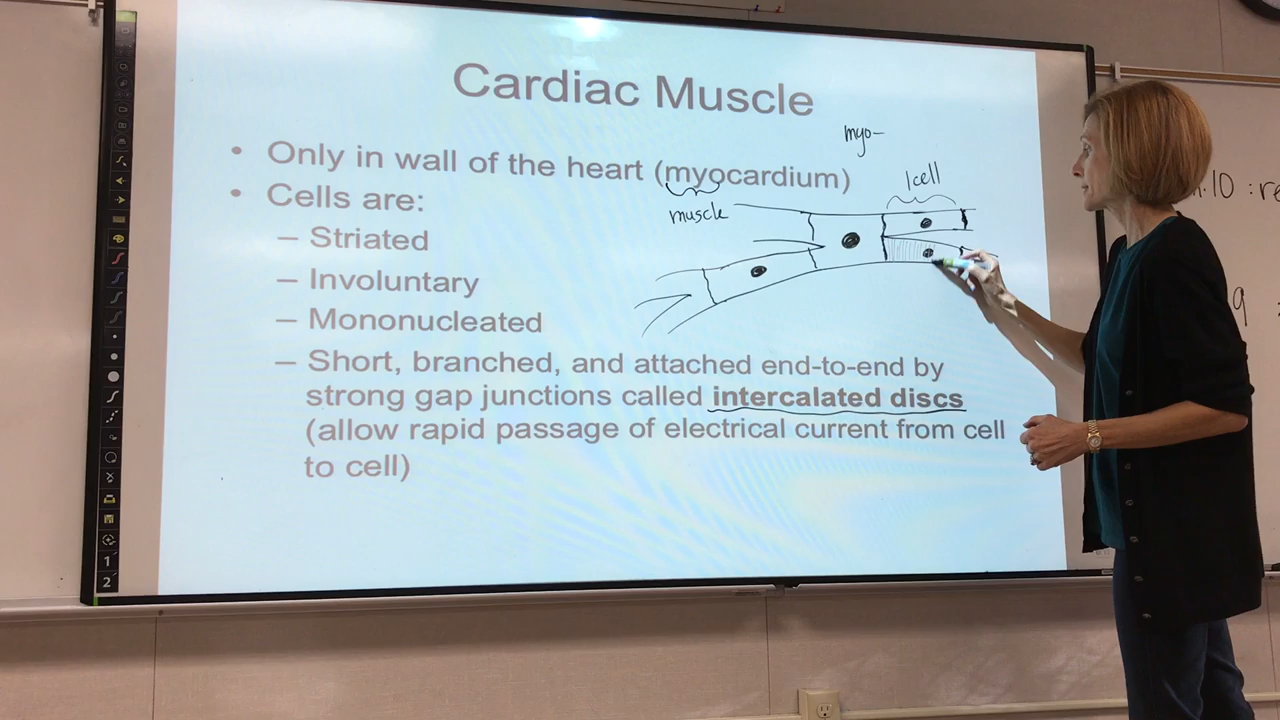 Cardiac Muscle
myo-
• Only in wall of the heart (myocardium)
muscle
1cell
• Cells are:
– Striated
– Involuntary
– Mononucleated
– Short, branched, and attached end-to-end by
strong gap junctions called intercalated discs
(allow rapid passage of electrical current from cell
to cell)
1
2